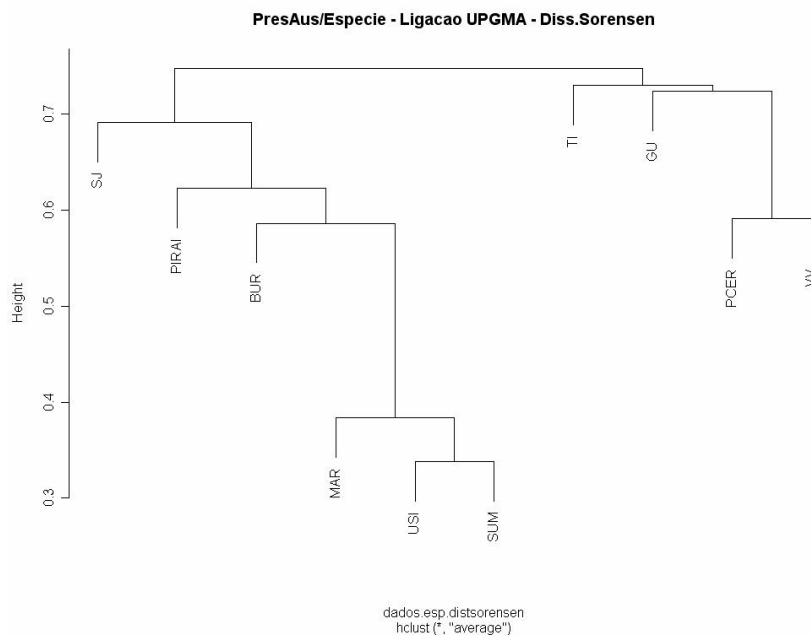 PresAus/Especie - Ligacao UPGMA - Diss.Sorensen
0.7
0.6
0.5
0.4
0.3
Height
SJ
PIRAI
BUR
MAR
USI
SUM
TI
GU
PCER
dados.esp.distsorensen
hclust (*, "average")